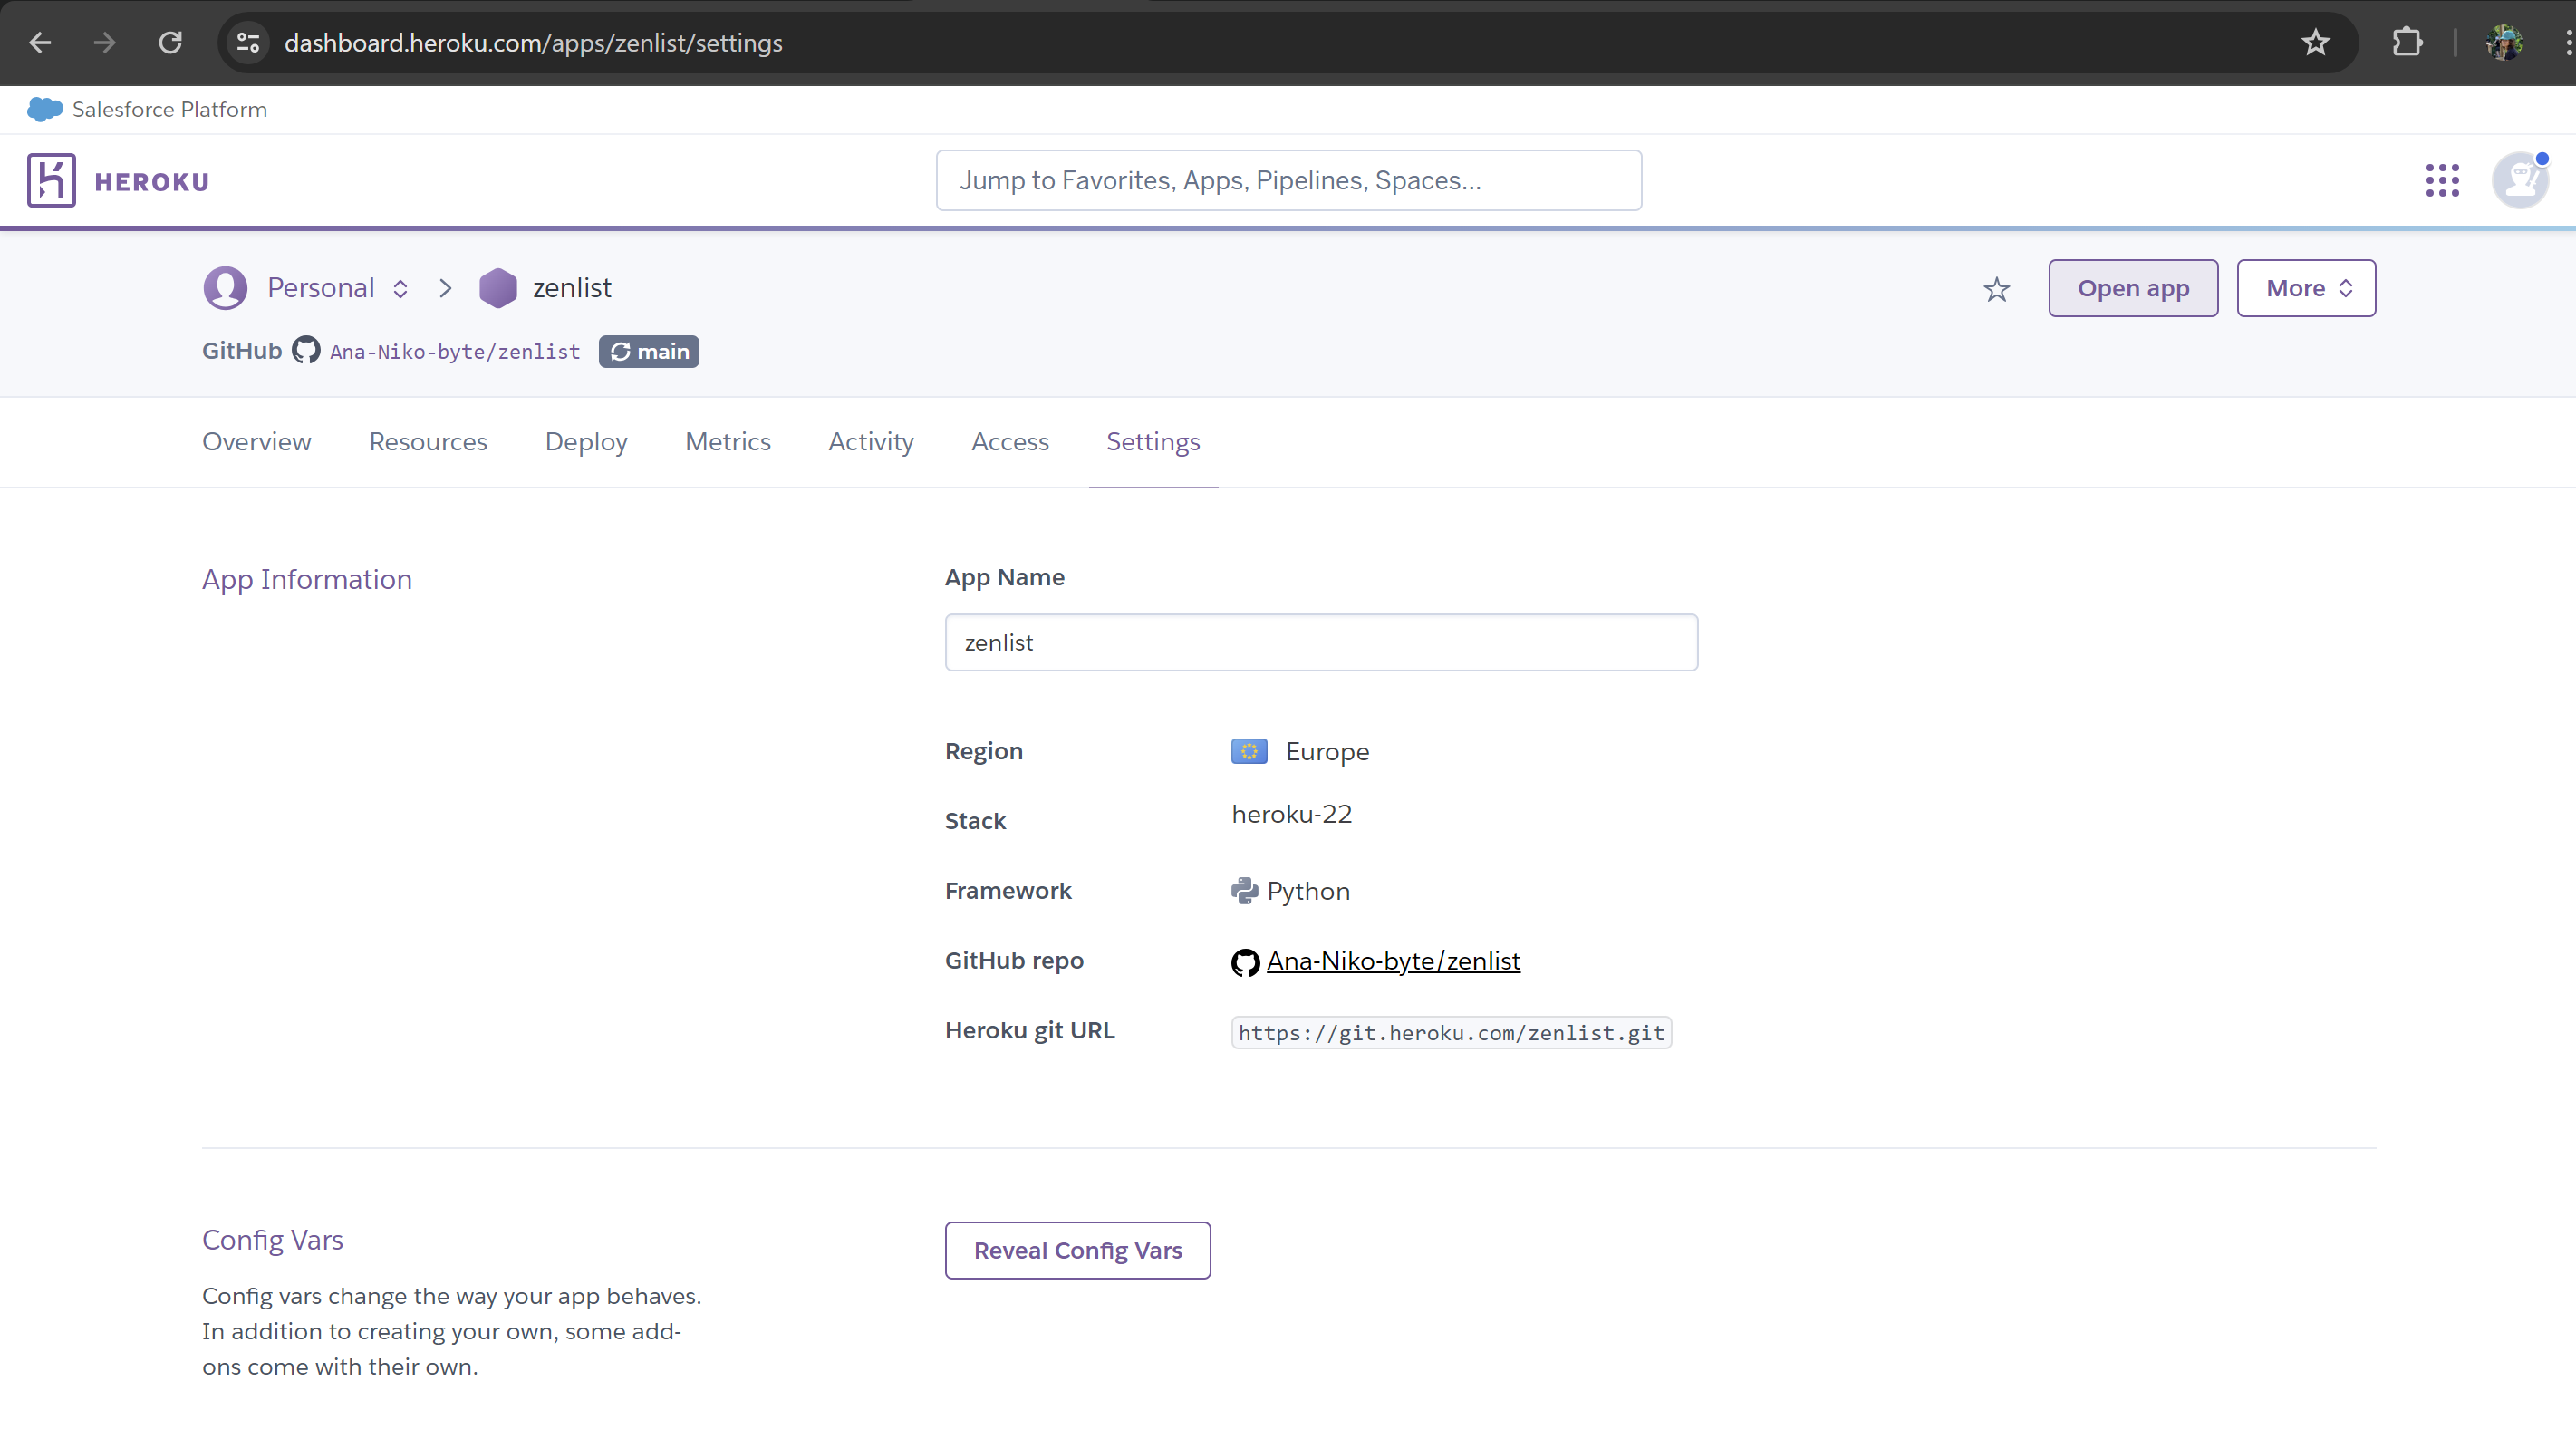 dashboard.heroku.com/apps/zenlist/settings
Salesforce Platform
HEROKU
Jump to Favorites, Apps, Pipelines, Spaces...
Personal
zenlist
Open app
More
GitHub Ana-Niko-byte/zenlist main
Overview Resources Deploy Metrics Activity Access Settings
App Information
App Name
zenlist
Region Europe
Stack heroku-22
Framework Python
GitHub repo Ana-Niko-byte/zenlist
Heroku git URL https://git.heroku.com/zenlist.git
Config Vars
Reveal Config Vars
Config vars change the way your app behaves.
In addition to creating your own, some add-
ons come with their own.